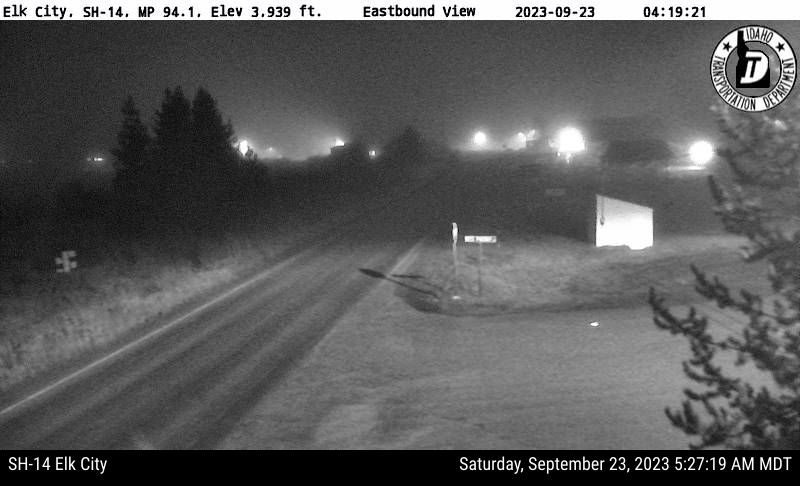 Elk City, SH-14, MP 94.1, Elev 3,939 ft. Eastbound View 2023-09-23 04:19:21
IDAHO
TRANSPORTATION DEPARTMENT
SH-14 Elk City Saturday, September 23, 2023 5:27:19 AM MDT